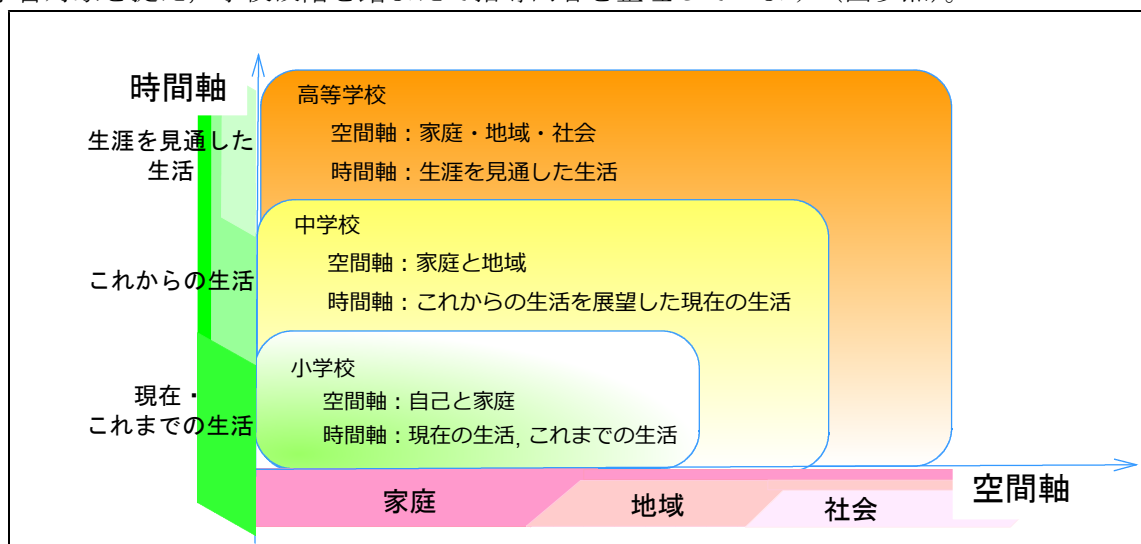 時間軸
生涯を見通した
生活
これからの生活
現在・
これまでの生活
高等学校
空間軸：家庭・地域・社会
時間軸：生涯を見通した生活
中学校
空間軸：家庭と地域
時間軸：これからの生活を展望した現在の生活
小学校
空間軸：自己と家庭
時間軸：現在の生活, これまでの生活
家庭
地域
社会
空間軸